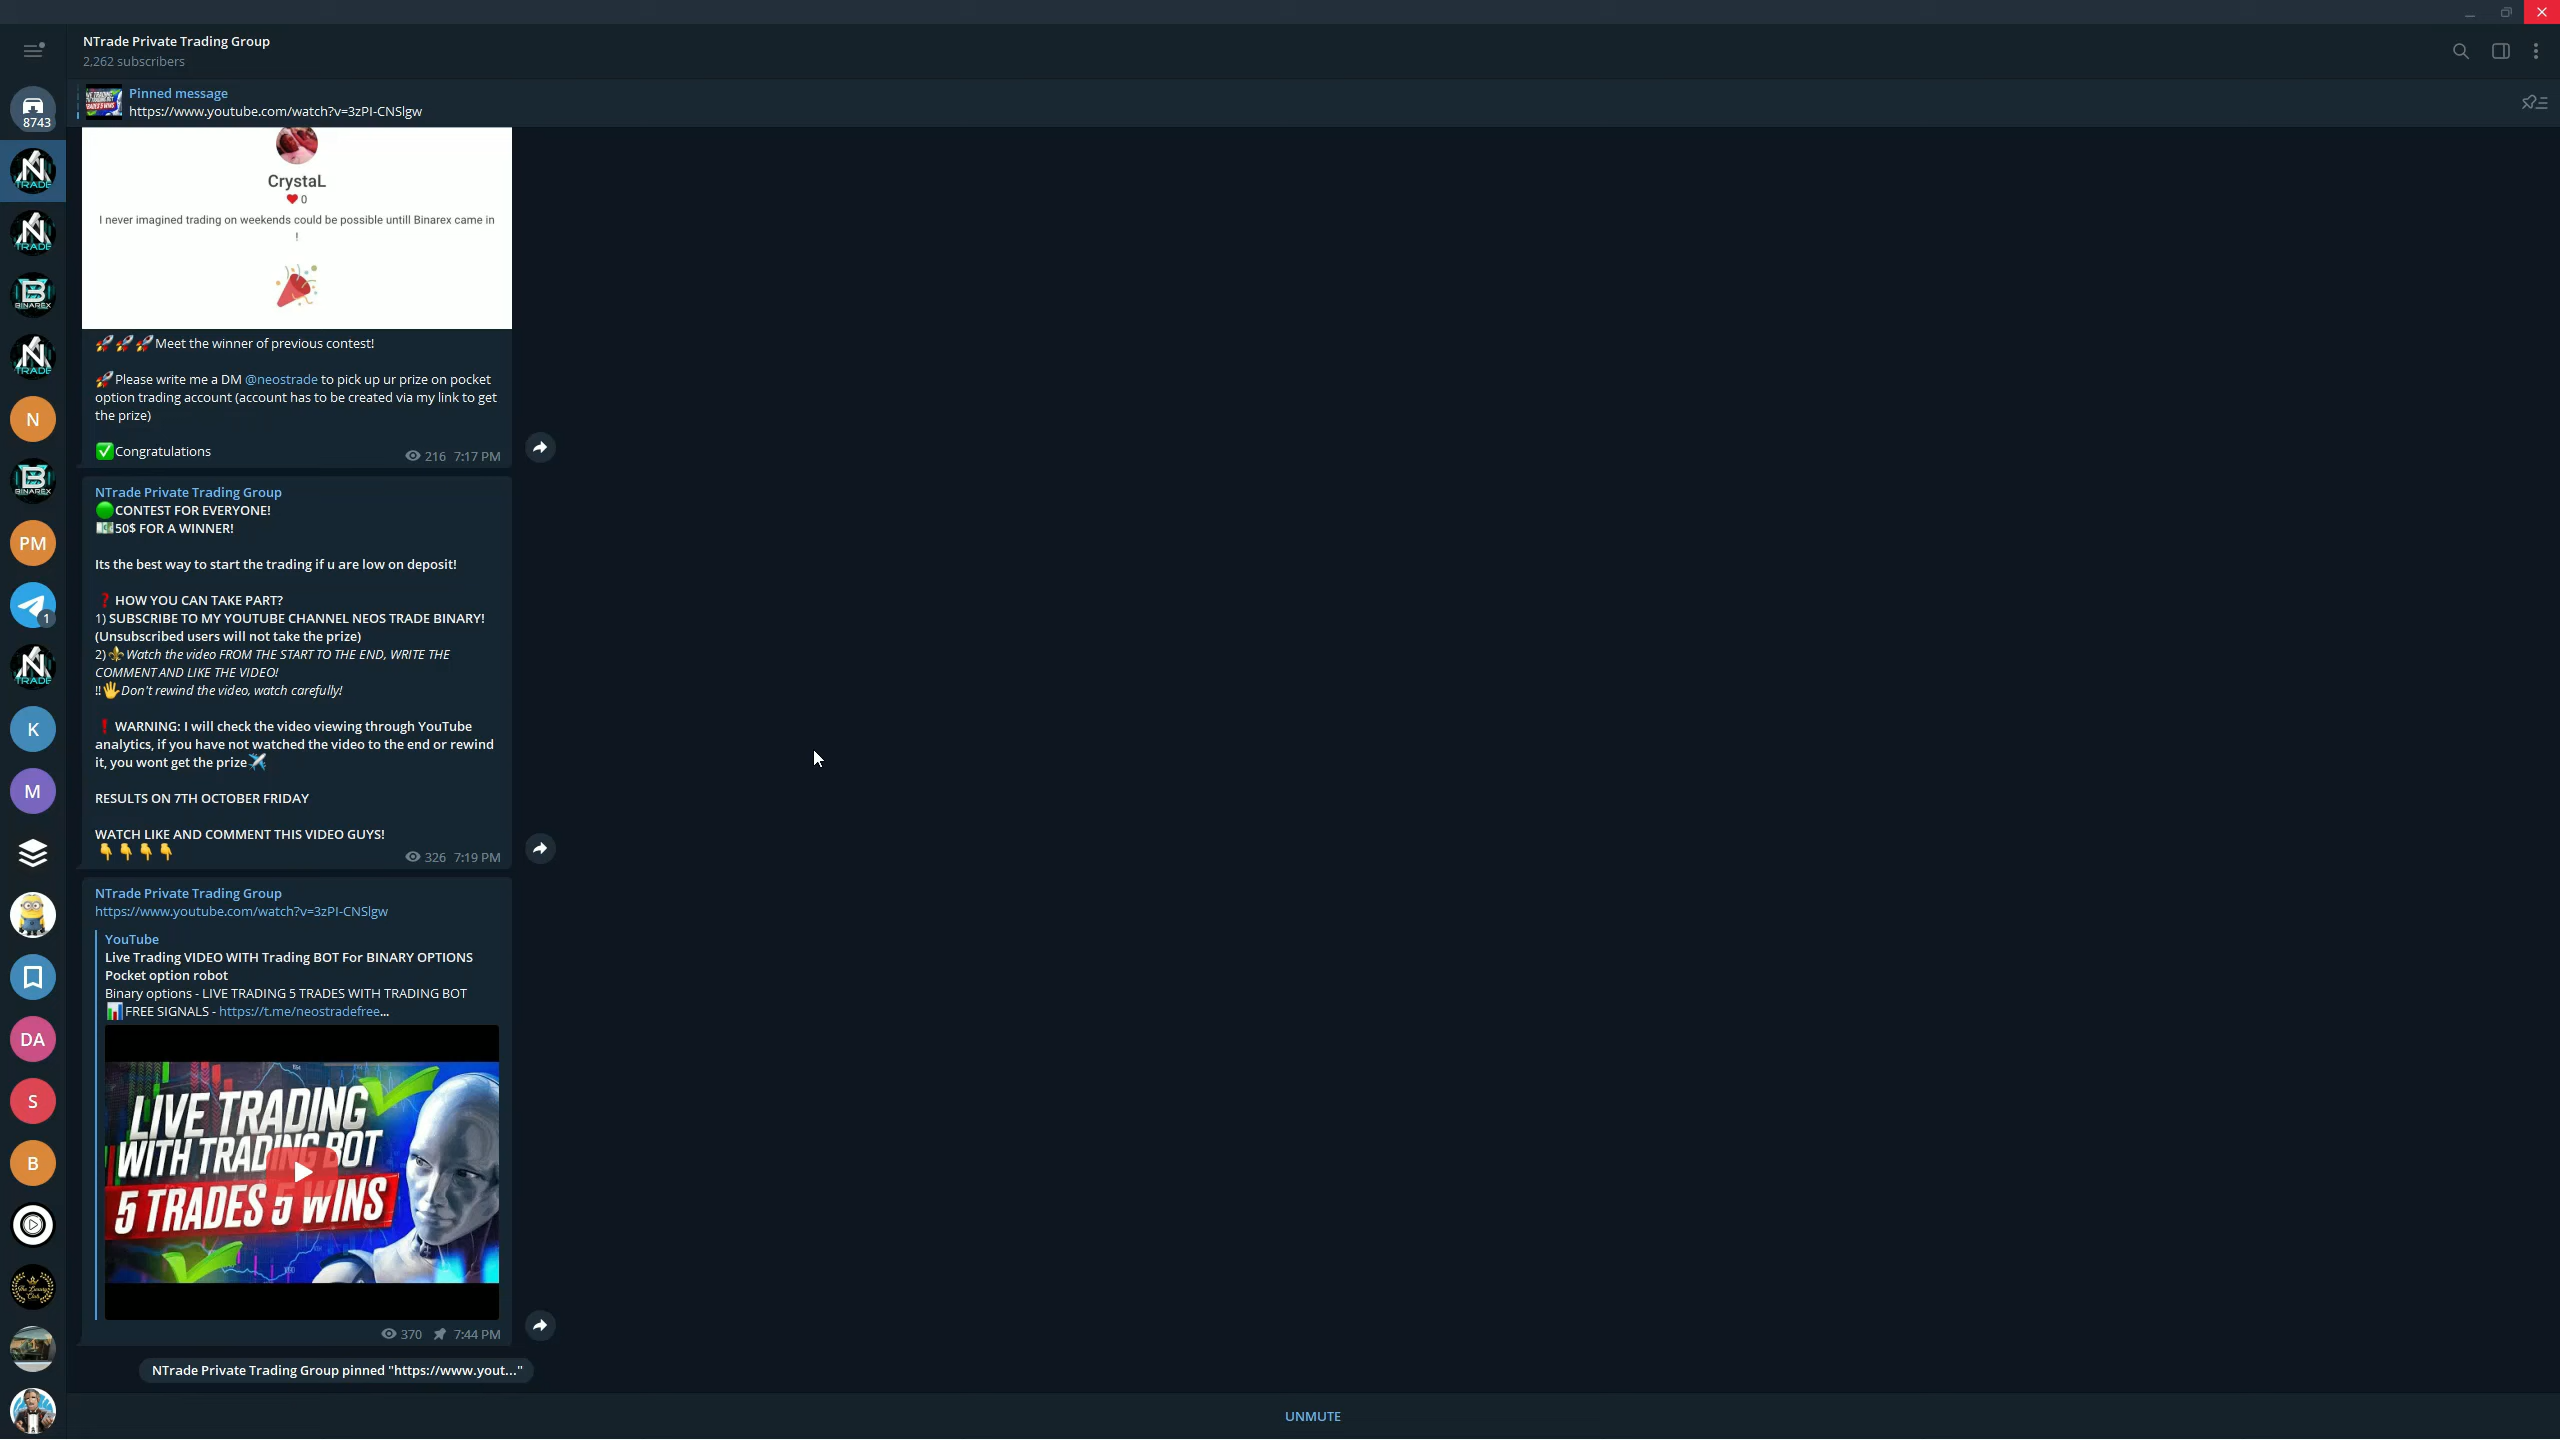 NTrade Private Trading Group
2,262 subscribers
8743
Pinned message
https://www.youtube.com/watch?v=3zPI-CNSlgw
CrystaL
❤ 0
I never imagined trading on weekends could be possible untill Binarex came in
!
🚀🚀🚀Meet the winner of previous contest!
🚀Please write me a DM @neostrade to pick up ur prize on pocket
option trading account (account has to be created via my link to get
the prize)
✅Congratulations
216 7:17 PM
NTrade Private Trading Group
🟢CONTEST FOR EVERYONE!
💵50$ FOR A WINNER!
Its the best way to start the trading if u are low on deposit!
❓ HOW YOU CAN TAKE PART?
1) SUBSCRIBE TO MY YOUTUBE CHANNEL NEOS TRADE BINARY!
(Unsubscribed users will not take the prize)
2)⚜Watch the video FROM THE START TO THE END, WRITE THE
COMMENT AND LIKE THE VIDEO!
‼🖐Don't rewind the video, watch carefully!
❗ WARNING: I will check the video viewing through YouTube
analytics, if you have not watched the video to the end or rewind
it, you wont get the prize✈
RESULTS ON 7TH OCTOBER FRIDAY
WATCH LIKE AND COMMENT THIS VIDEO GUYS!
👇👇👇👇
326 7:19 PM
NTrade Private Trading Group
https://www.youtube.com/watch?v=3zPI-CNSlgw
YouTube
Live Trading VIDEO WITH Trading BOT For BINARY OPTIONS
Pocket option robot
Binary options - LIVE TRADING 5 TRADES WITH TRADING BOT
📊FREE SIGNALS - https://t.me/neostradefree...
LIVE TRADING
WITH TRADING BOT
5 TRADES 5 WINS
370 7:44 PM
NTrade Private Trading Group pinned "https://www.yout..."
UNMUTE
N
TRADE
N
TRADE
B
BINAREX
N
TRADE
N
B
BINAREX
PM
1
N
TRADE
K
M
DA
S
B